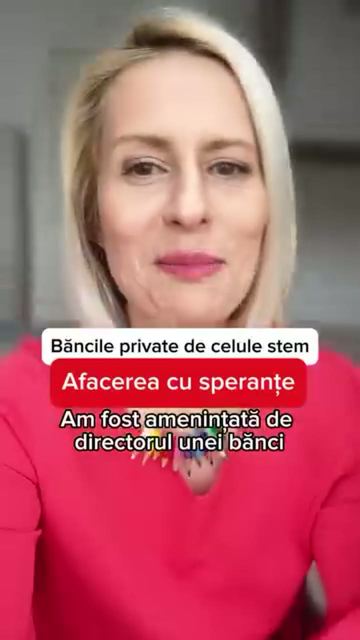 Băncile private de celule stem
Afacerea cu speranțe
Am fost amenințată de
directorul unei bănci